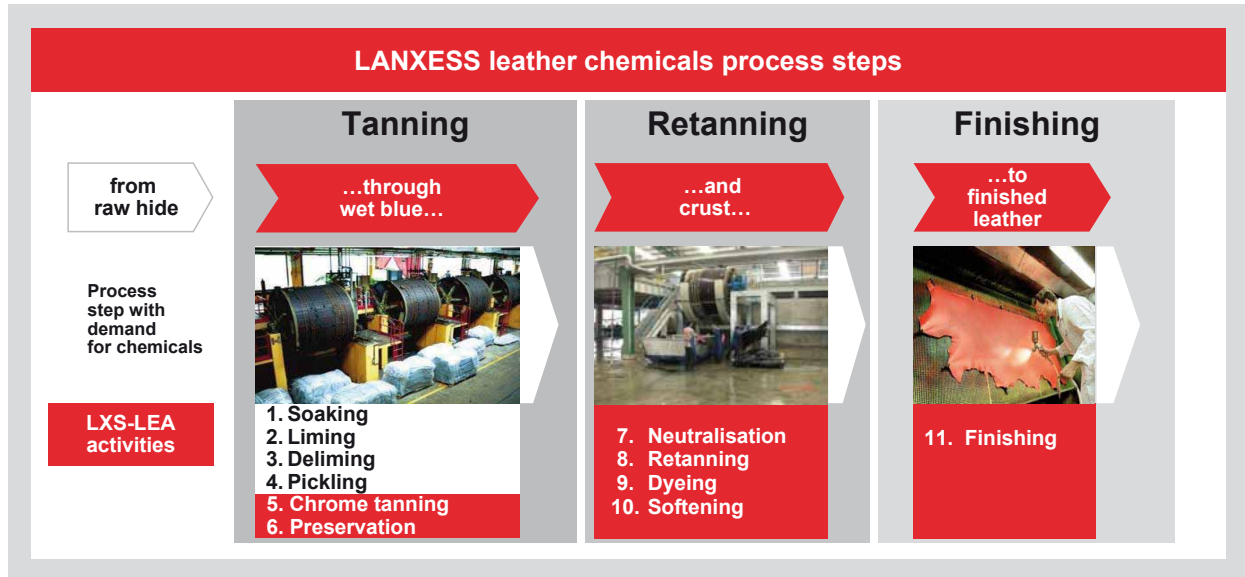 LANXESS leather chemicals process steps
Tanning
Retanning
Finishing
from
raw hide
…through
wet blue…
…and
crust…
…to
finished
leather
Process
step with
demand
for chemicals
LXS-LEA
activities
1. Soaking
2. Liming
3. Deliming
4. Pickling
5. Chrome tanning
6. Preservation
7. Neutralisation
8. Retanning
9. Dyeing
10. Softening
11. Finishing